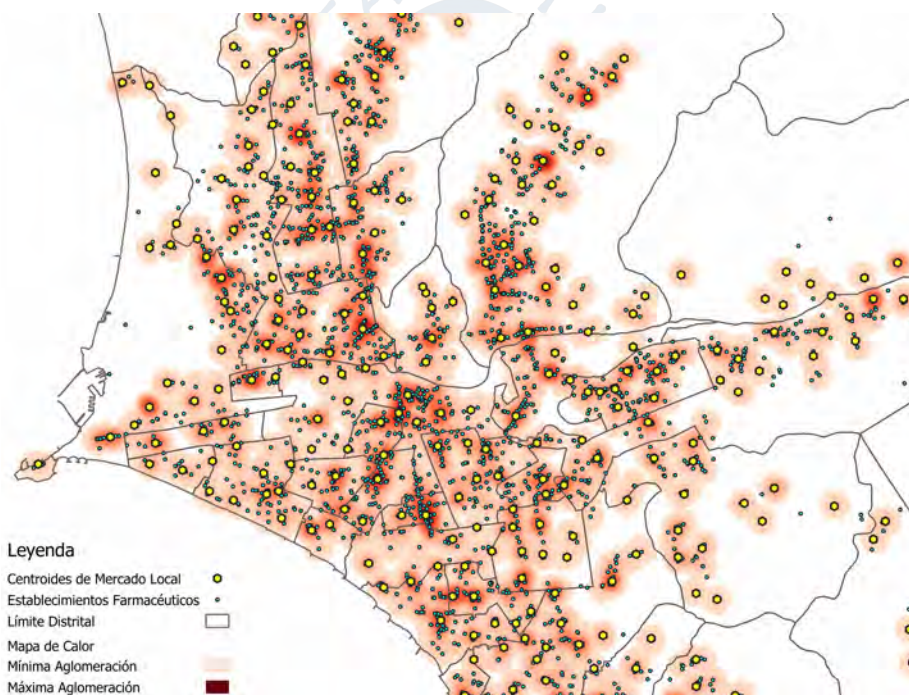 Leyenda
Centroides de Mercado Local
Establecimientos Farmacéuticos
Límite Distrital
Mapa de Calor
Mínima Aglomeración
Máxima Aglomeración